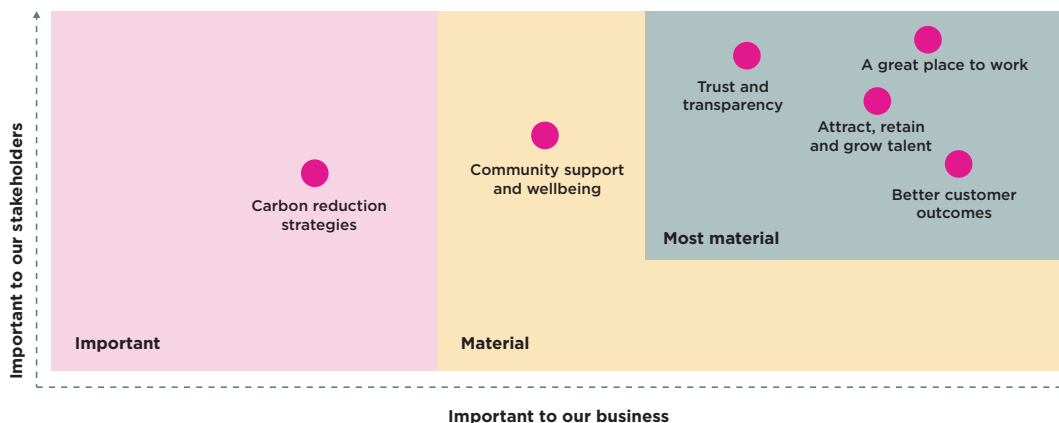 Important to our stakeholders
A great place to work
Trust and
transparency
Attract, retain
and grow talent
Community support
and wellbeing
Better customer
outcomes
Carbon reduction
strategies
Most material
Important
Material
Important to our business